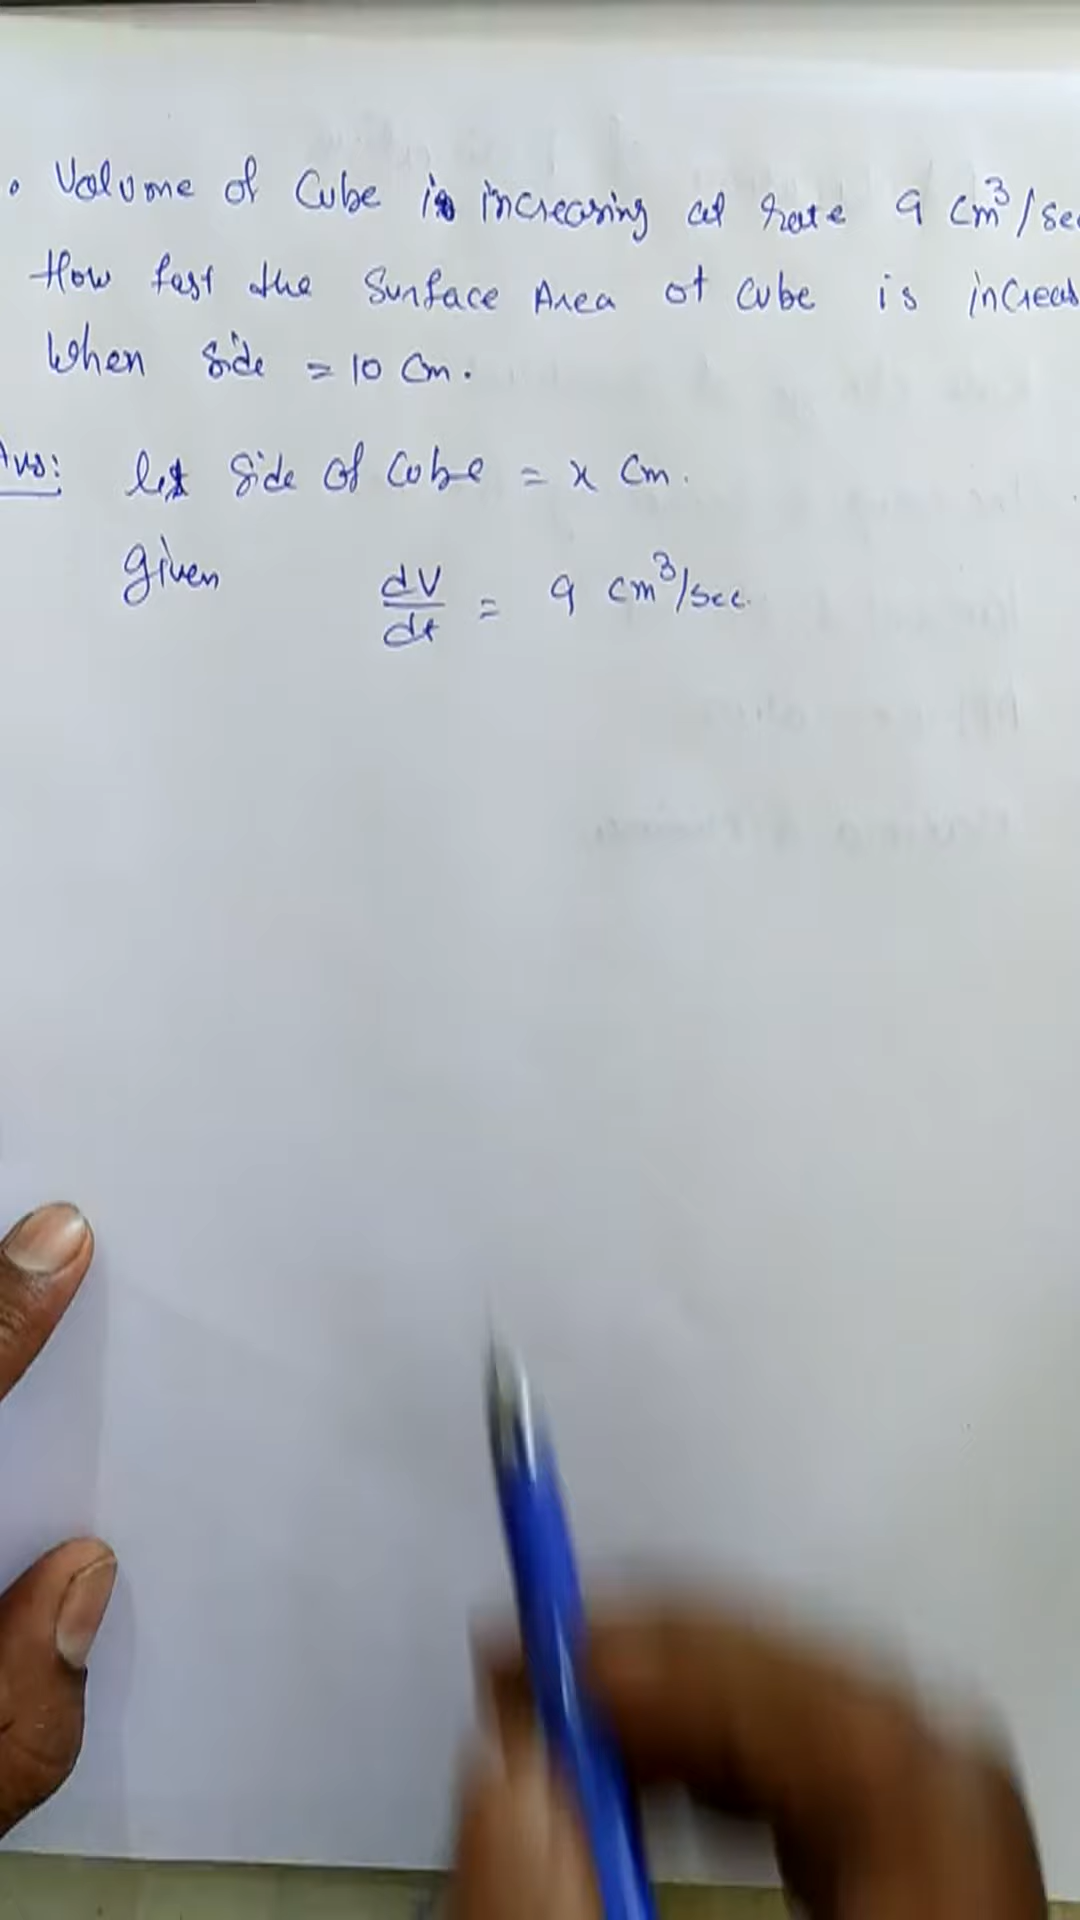 . Volume of Cube is increasing at rate 9 cm³/sec
How fast the Surface Area of Cube is increas
When side = 10 Cm.
Ans: let side of Cube = x Cm.
given dV/dt = 9 cm³/sec.